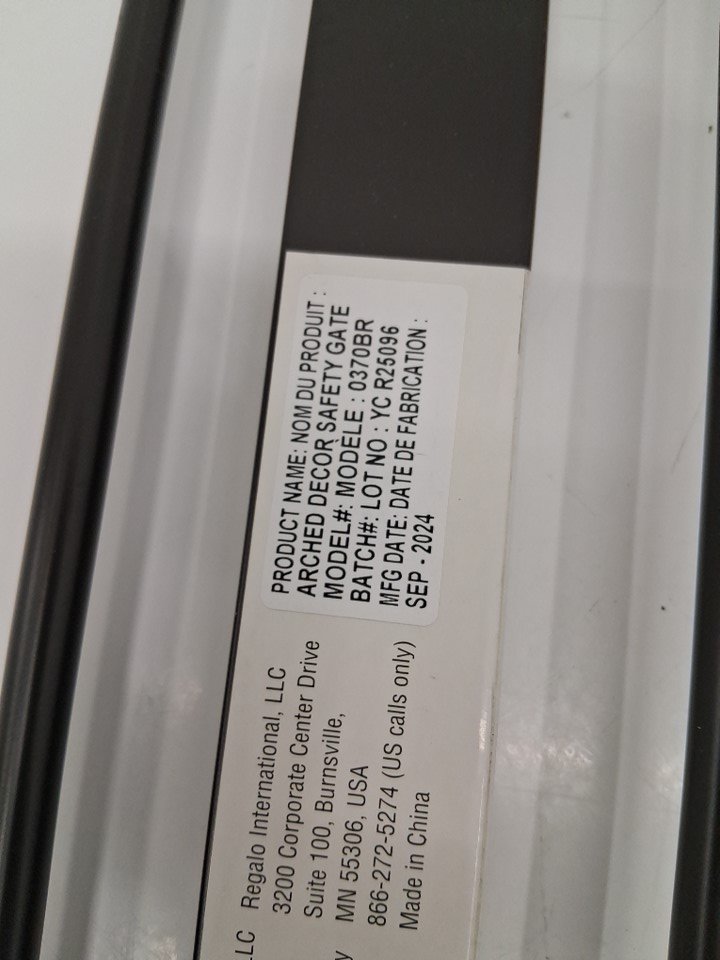 PRODUCT NAME: NOM DU PRODUIT :
ARCHED DECOR SAFETY GATE
MODEL#: MODÈLE : 0370BR
BATCH#: LOT NO : YC R25096
MFG DATE: DATE DE FABRICATION :
SEP - 2024
LC
y
Regalo International, LLC
3200 Corporate Center Drive
Suite 100, Burnsville,
MN 55306, USA
866-272-5274 (US calls only)
Made in China